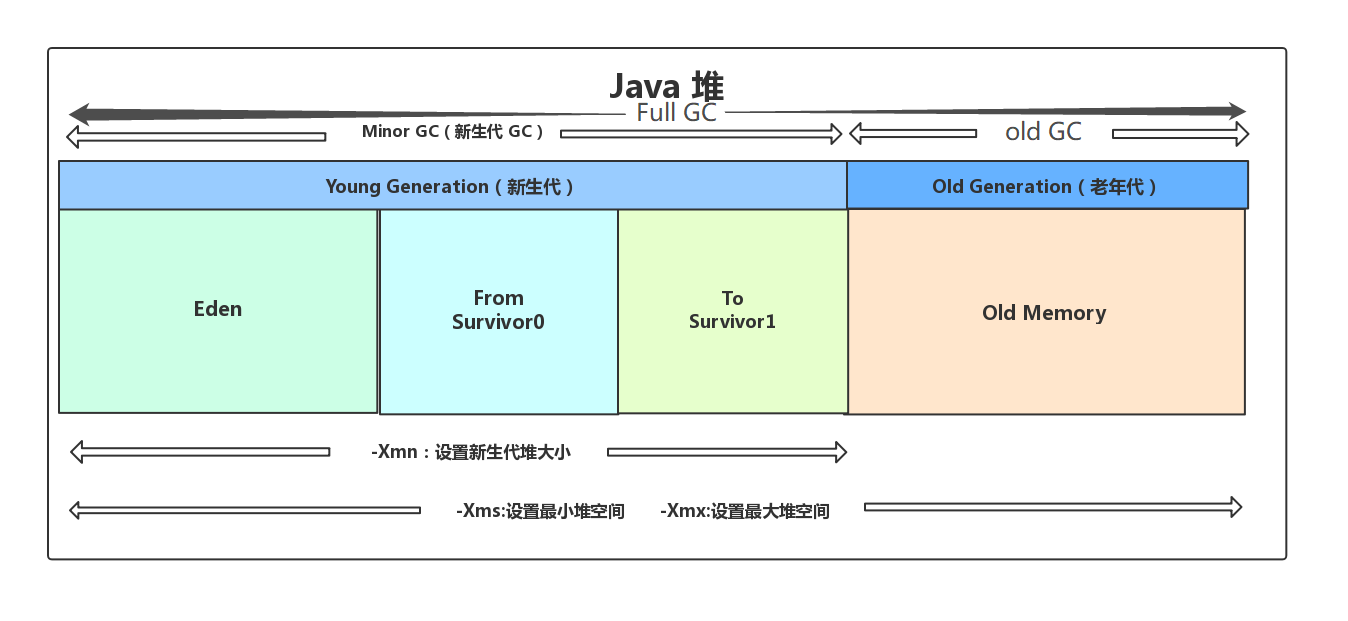 Java 堆
Full GC
Minor GC（新生代 GC）
old GC
Young Generation（新生代）
Old Generation（老年代）
Eden
From
Survivor0
To
Survivor1
Old Memory
-Xmn：设置新生代堆大小
-Xms:设置最小堆空间
-Xmx:设置最大堆空间